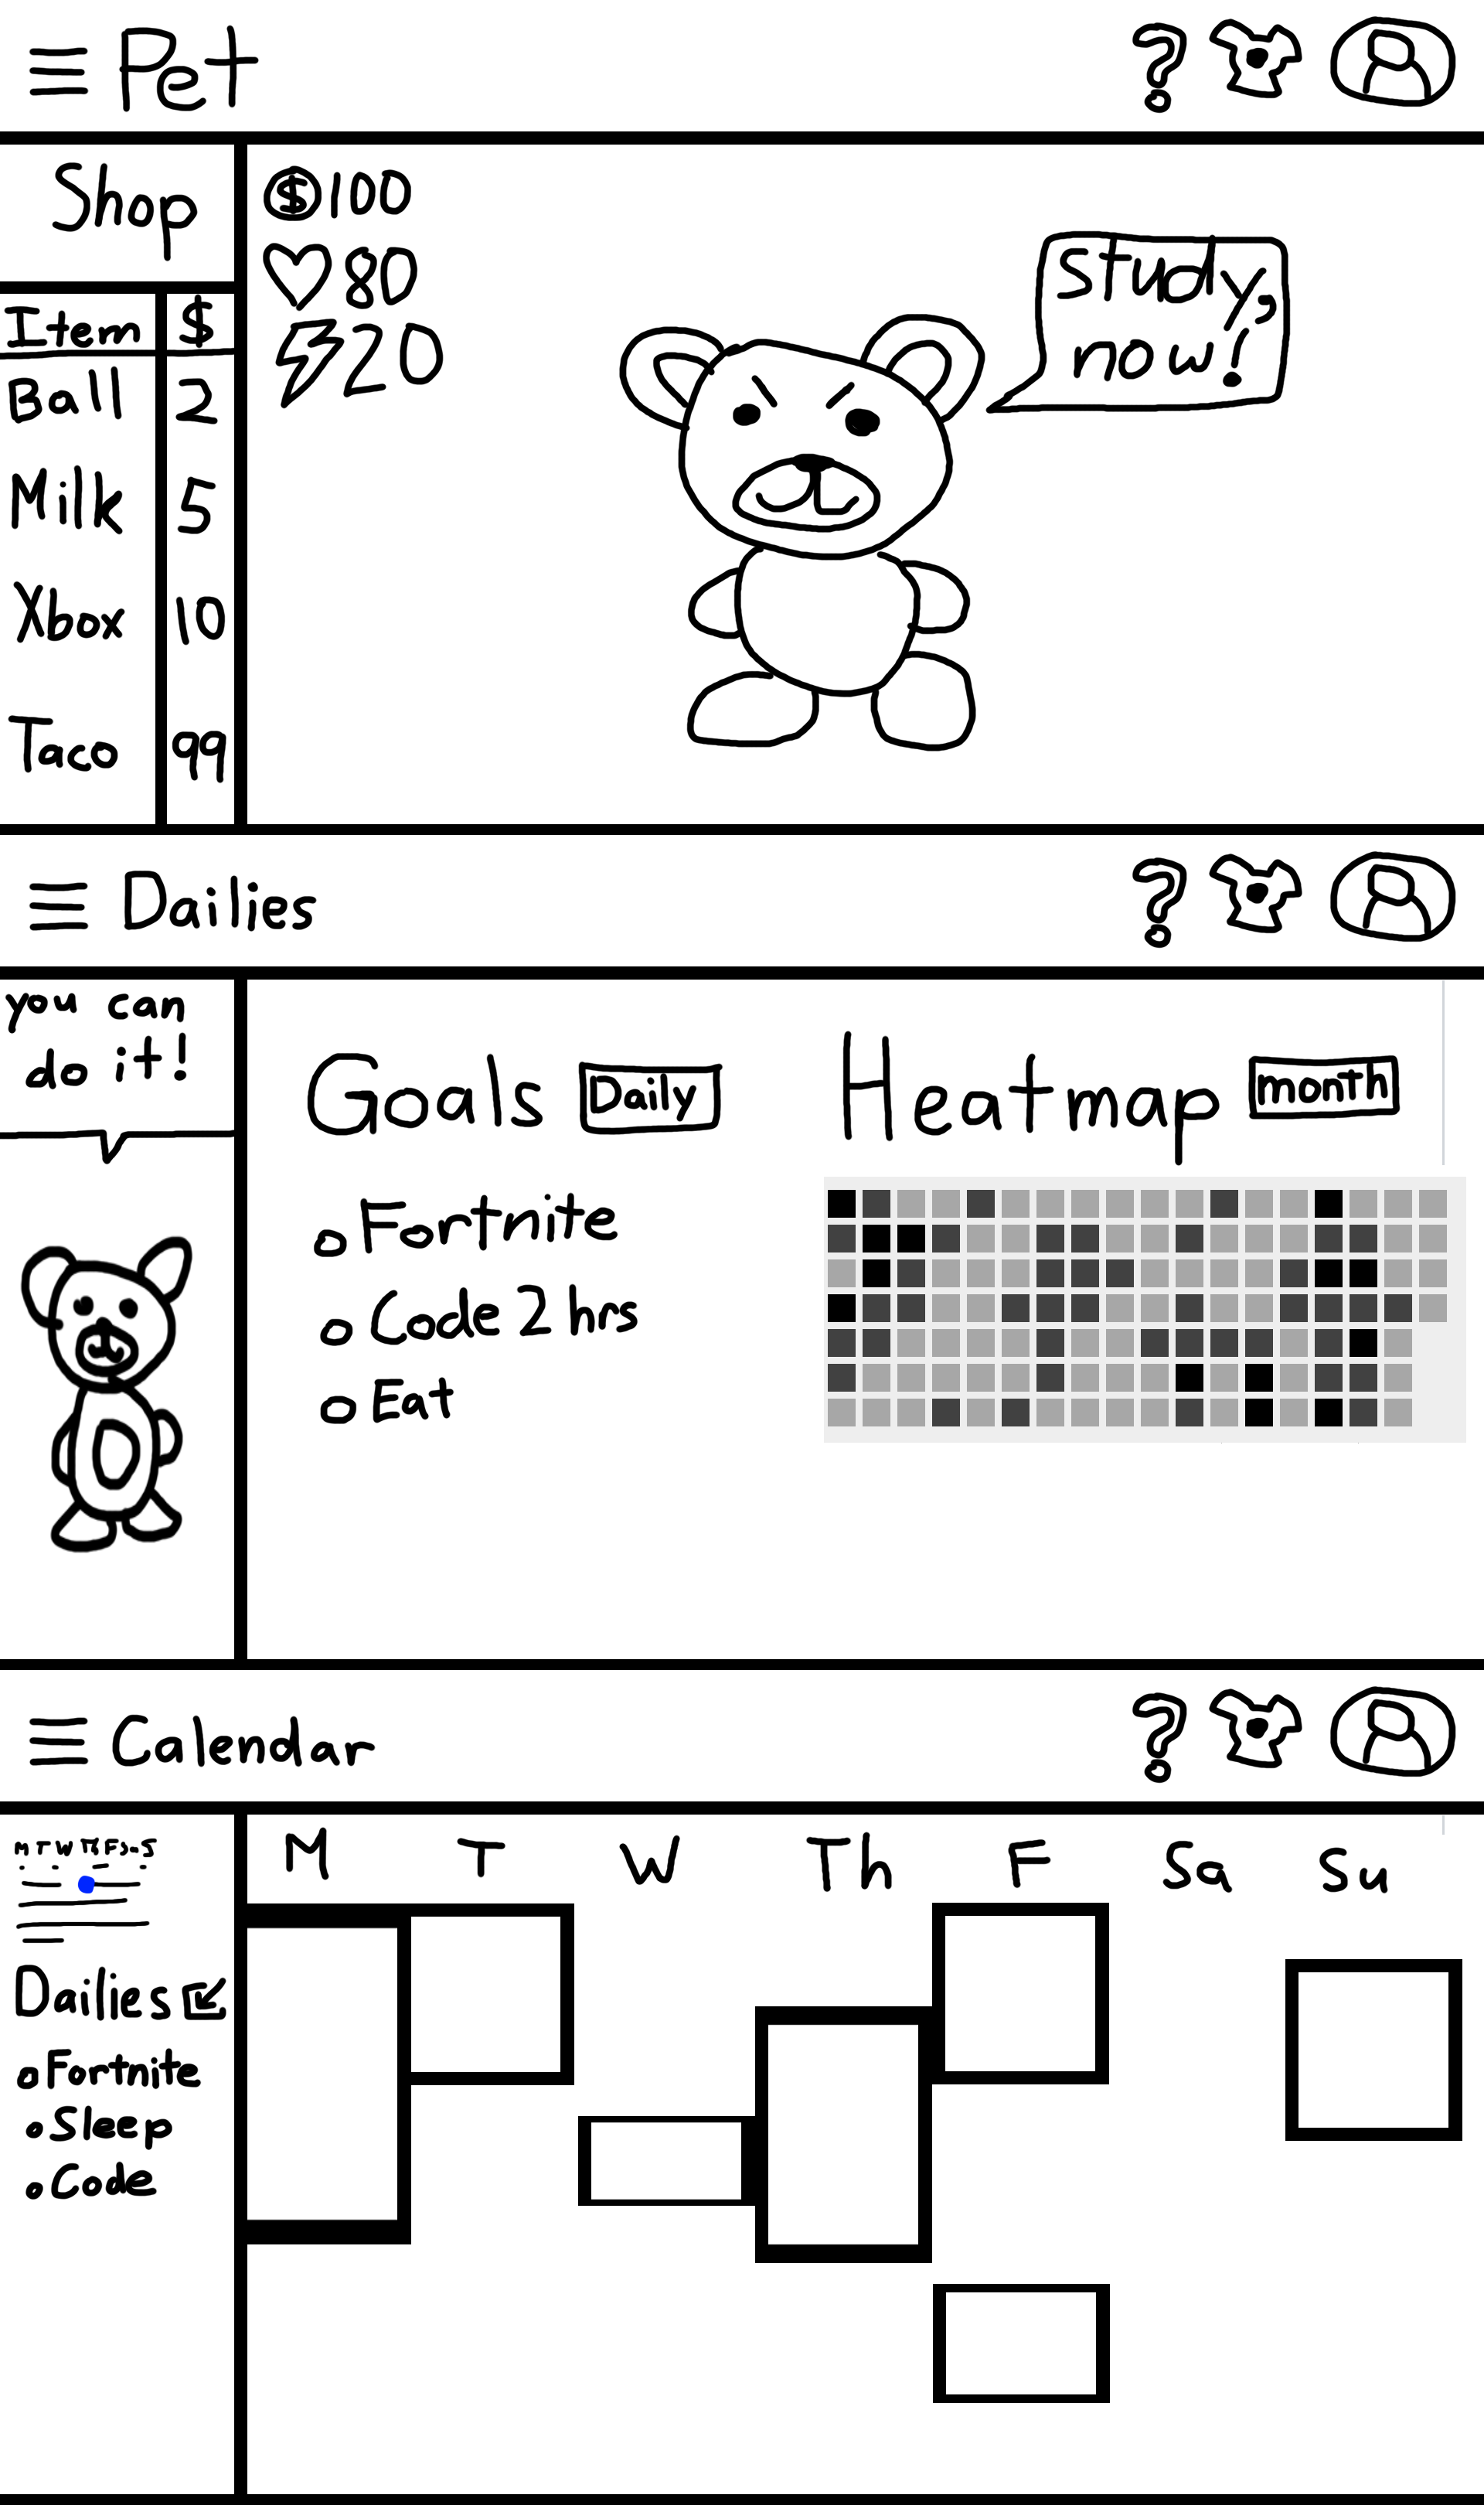 Pet
?
Shop
Item $
Ball 2
Milk 5
Xbox 10
Taco 99
$ 100
80
20
Study,
now!
Dailies
?
you can
do it!
Goals Daily
Fortnite
Code 2 hrs
Eat
Heatmap month
Calendar
?
M T W Th F Sa S
Dailies
Fortnite
Sleep
Code
M T W Th F Sa Su